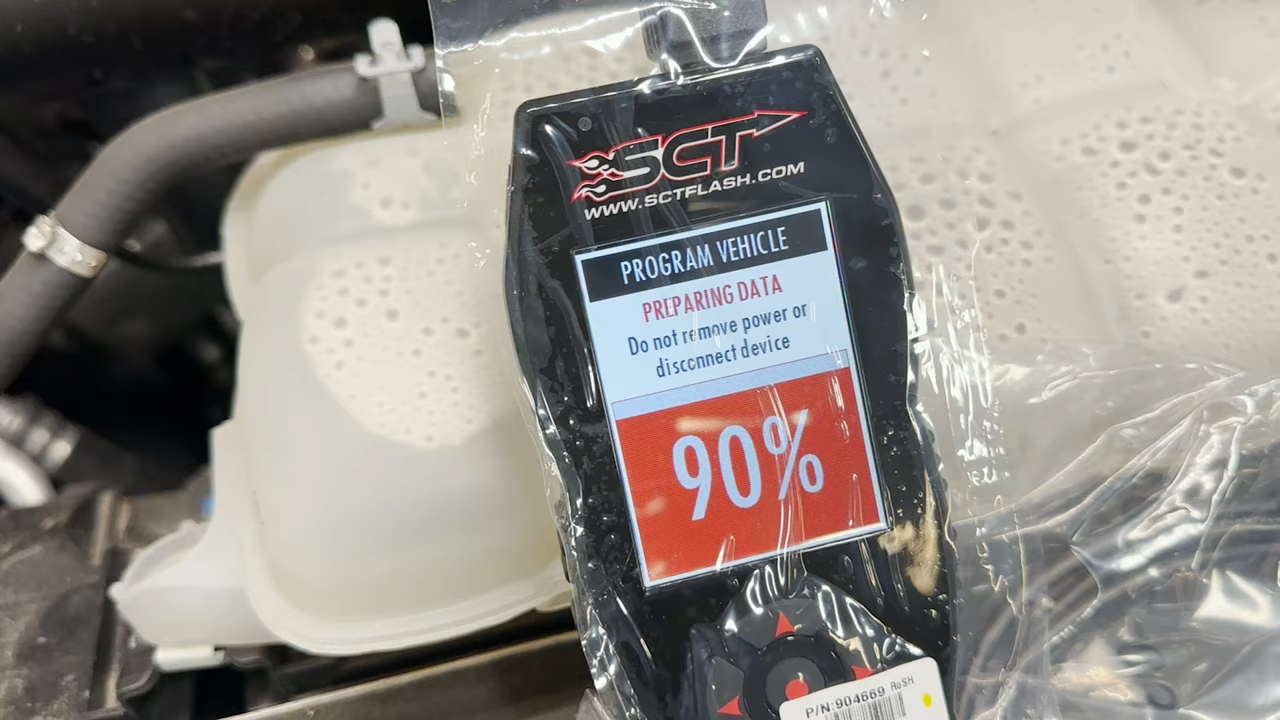 SCT
WWW.SCTFLASH.COM
PROGRAM VEHICLE
PREPARING DATA
Do not remove power or
disconnect device
90%
P/N:904669 RoSH